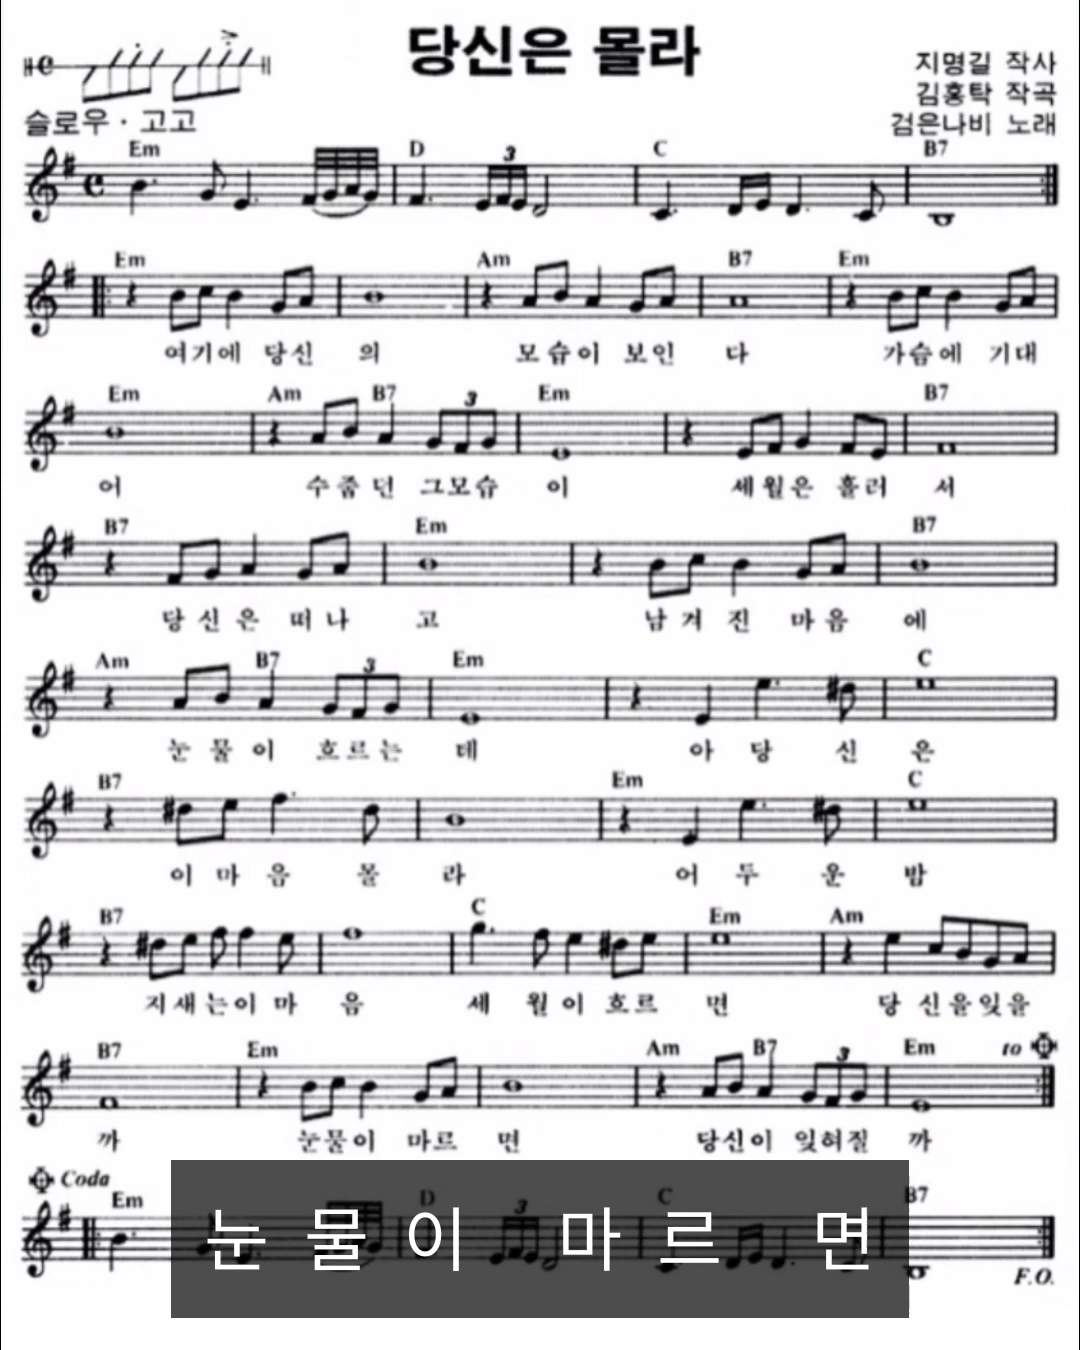 당신은 몰라
지명길 작사
김홍탁 작곡
검은나비 노래
슬로우 · 고고
Em D 3 C B7
Em Am B7 Em
여기에 당신 의 모습이 보인 다 가슴에 기대
Em Am B7 3 Em B7
어 수줍던 그모습 이 세월은 흘러 서
B7 Em B7
당신은 떠나 고 남겨진 마음 에
Am B7 3 Em C
눈물이 흐르는 데 아 당 신 은
B7 Em C
이 마 음 몰 라 어 두 운 밤
B7 C Em Am
지새는이 마 음 세 월이 흐르 면 당 신을잊을
B7 Em Am B7 3 Em to
까 눈물이 마르 면 당신이 잊혀질 까
Coda
Em D 3 C B7
눈 물 이 마 르 면
F.O.